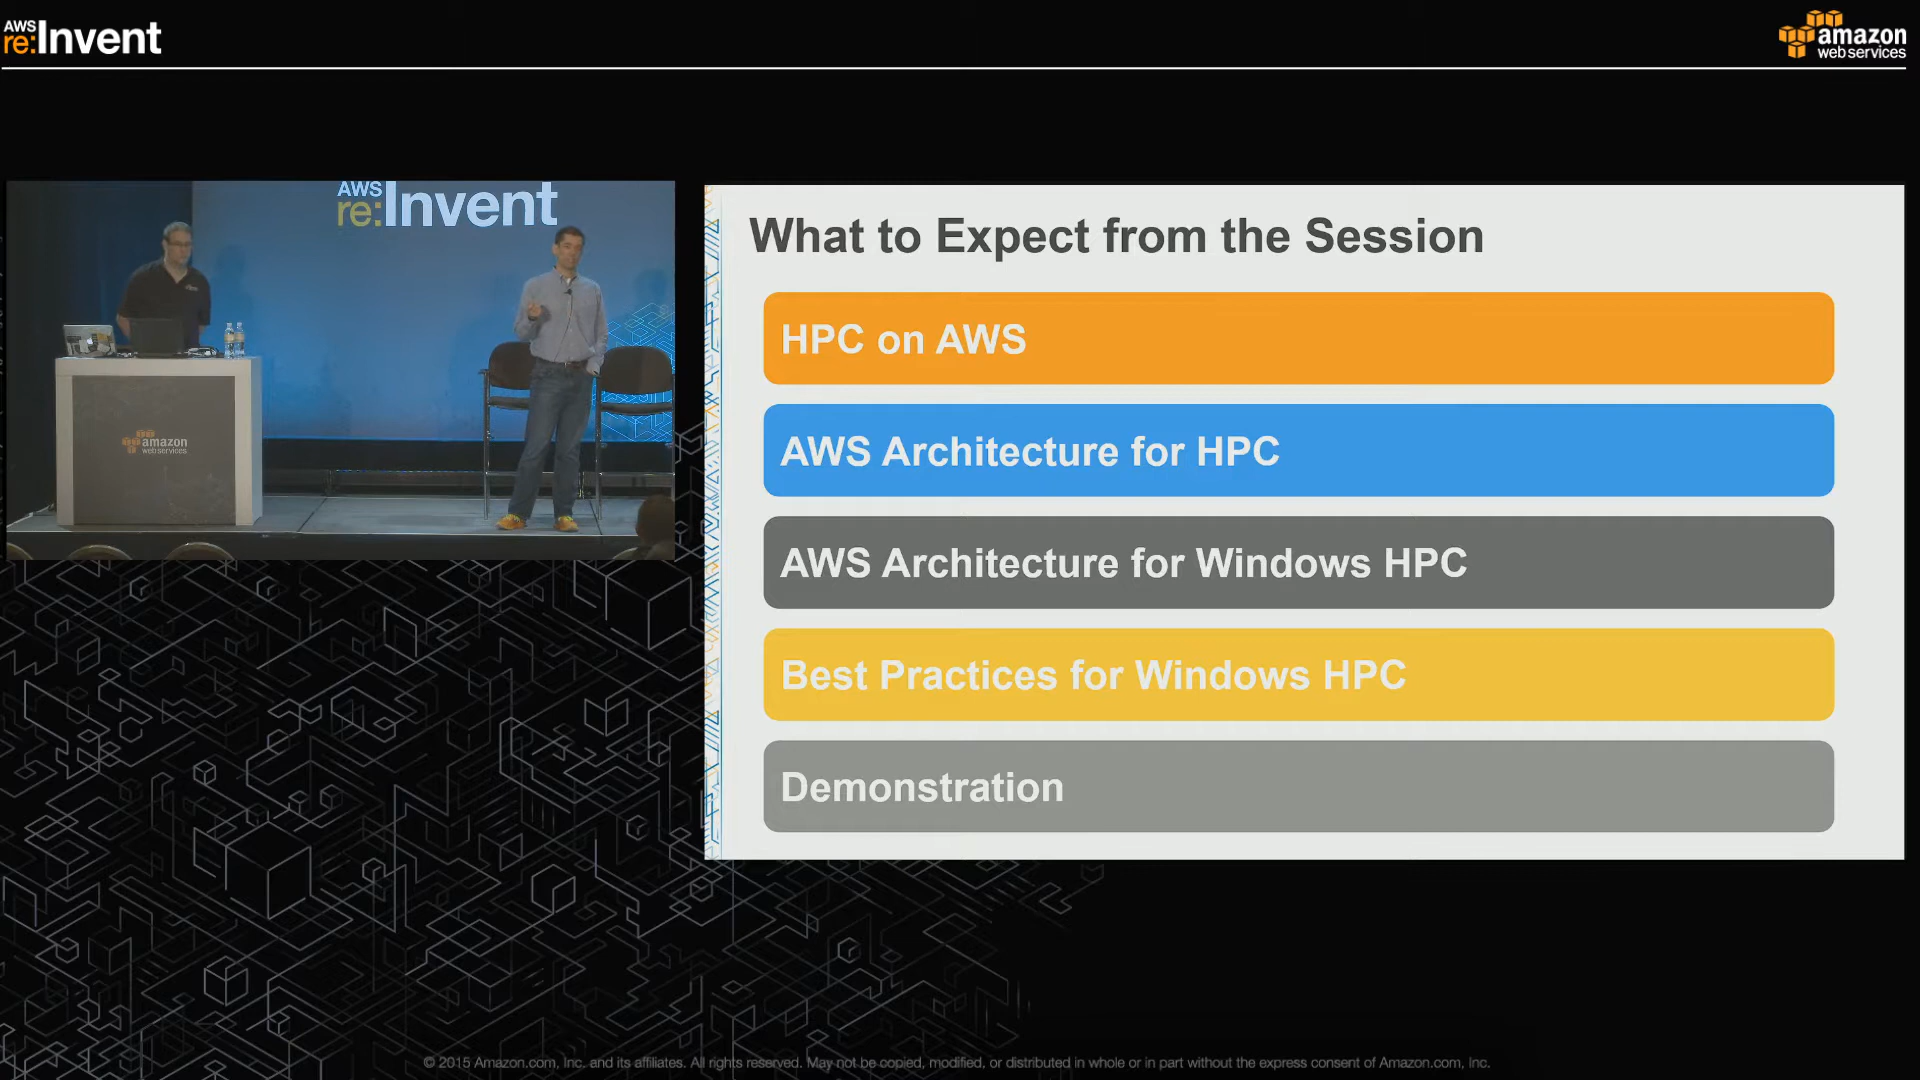 AWS
re:Invent
amazon
web services
AWS
re:Invent
amazon
web services
What to Expect from the Session
HPC on AWS
AWS Architecture for HPC
AWS Architecture for Windows HPC
Best Practices for Windows HPC
Demonstration
© 2015 Amazon.com, Inc. and its affiliates. All rights reserved. May not be copied, modified, or distributed in whole or in part without the express consent of Amazon.com, Inc.